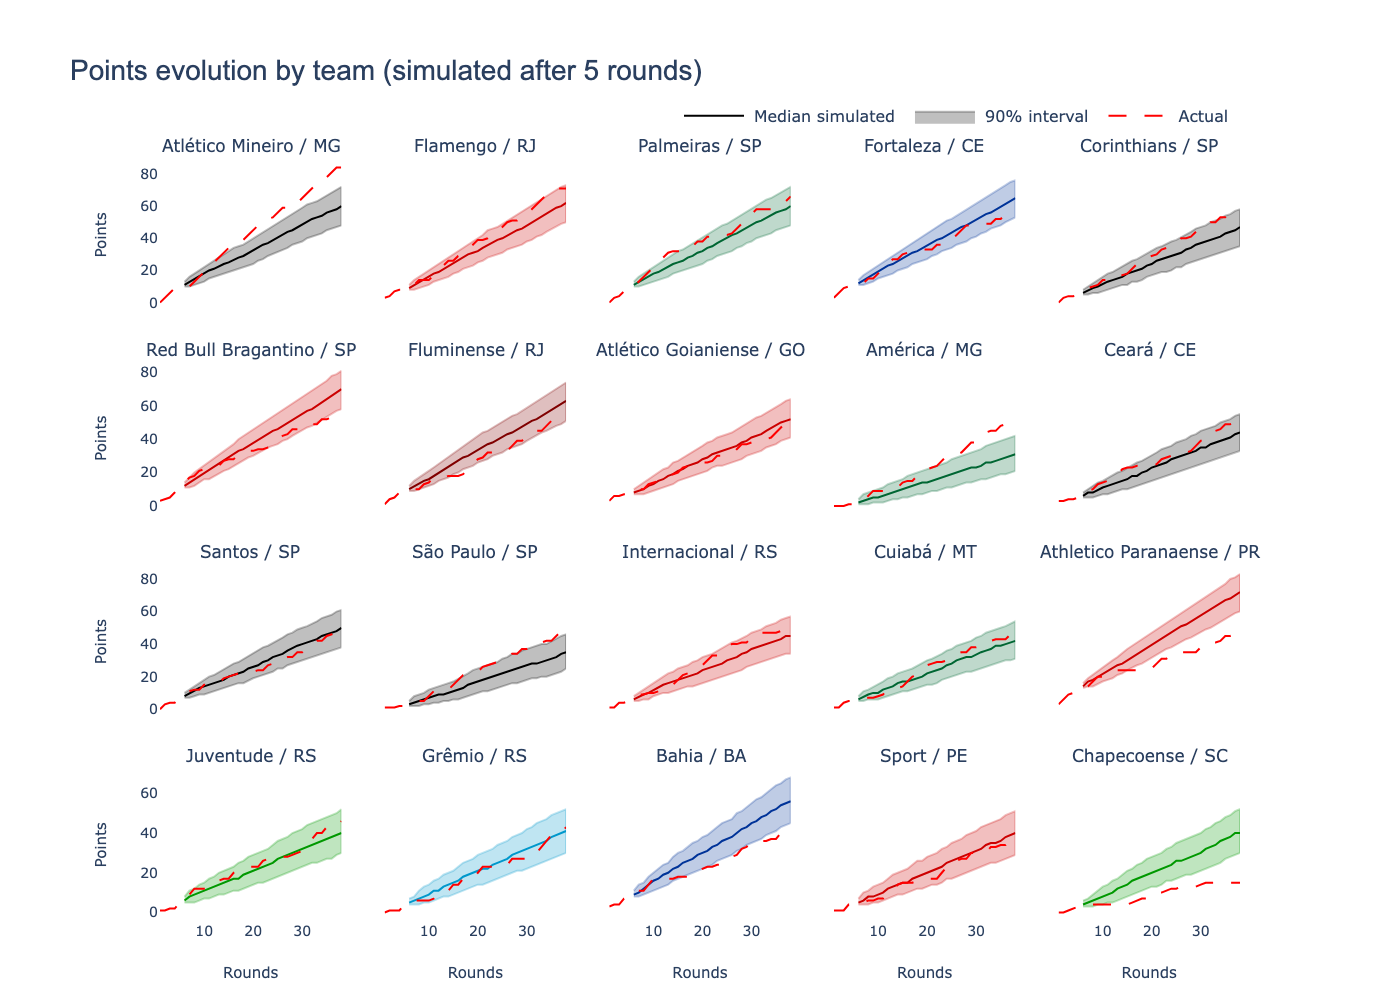 Points evolution by team (simulated after 5 rounds)
Median simulated 90% interval Actual
Atlético Mineiro / MG Flamengo / RJ Palmeiras / SP Fortaleza / CE Corinthians / SP
80
60
40
20
0
Points
Red Bull Bragantino / SP Fluminense / RJ Atlético Goianiense / GO América / MG Ceará / CE
80
60
40
20
0
Points
Santos / SP São Paulo / SP Internacional / RS Cuiabá / MT Athletico Paranaense / PR
80
60
40
20
0
Points
Juventude / RS Grêmio / RS Bahia / BA Sport / PE Chapecoense / SC
60
40
20
0
Points
10 20 30 10 20 30 10 20 30 10 20 30 10 20 30
Rounds Rounds Rounds Rounds Rounds